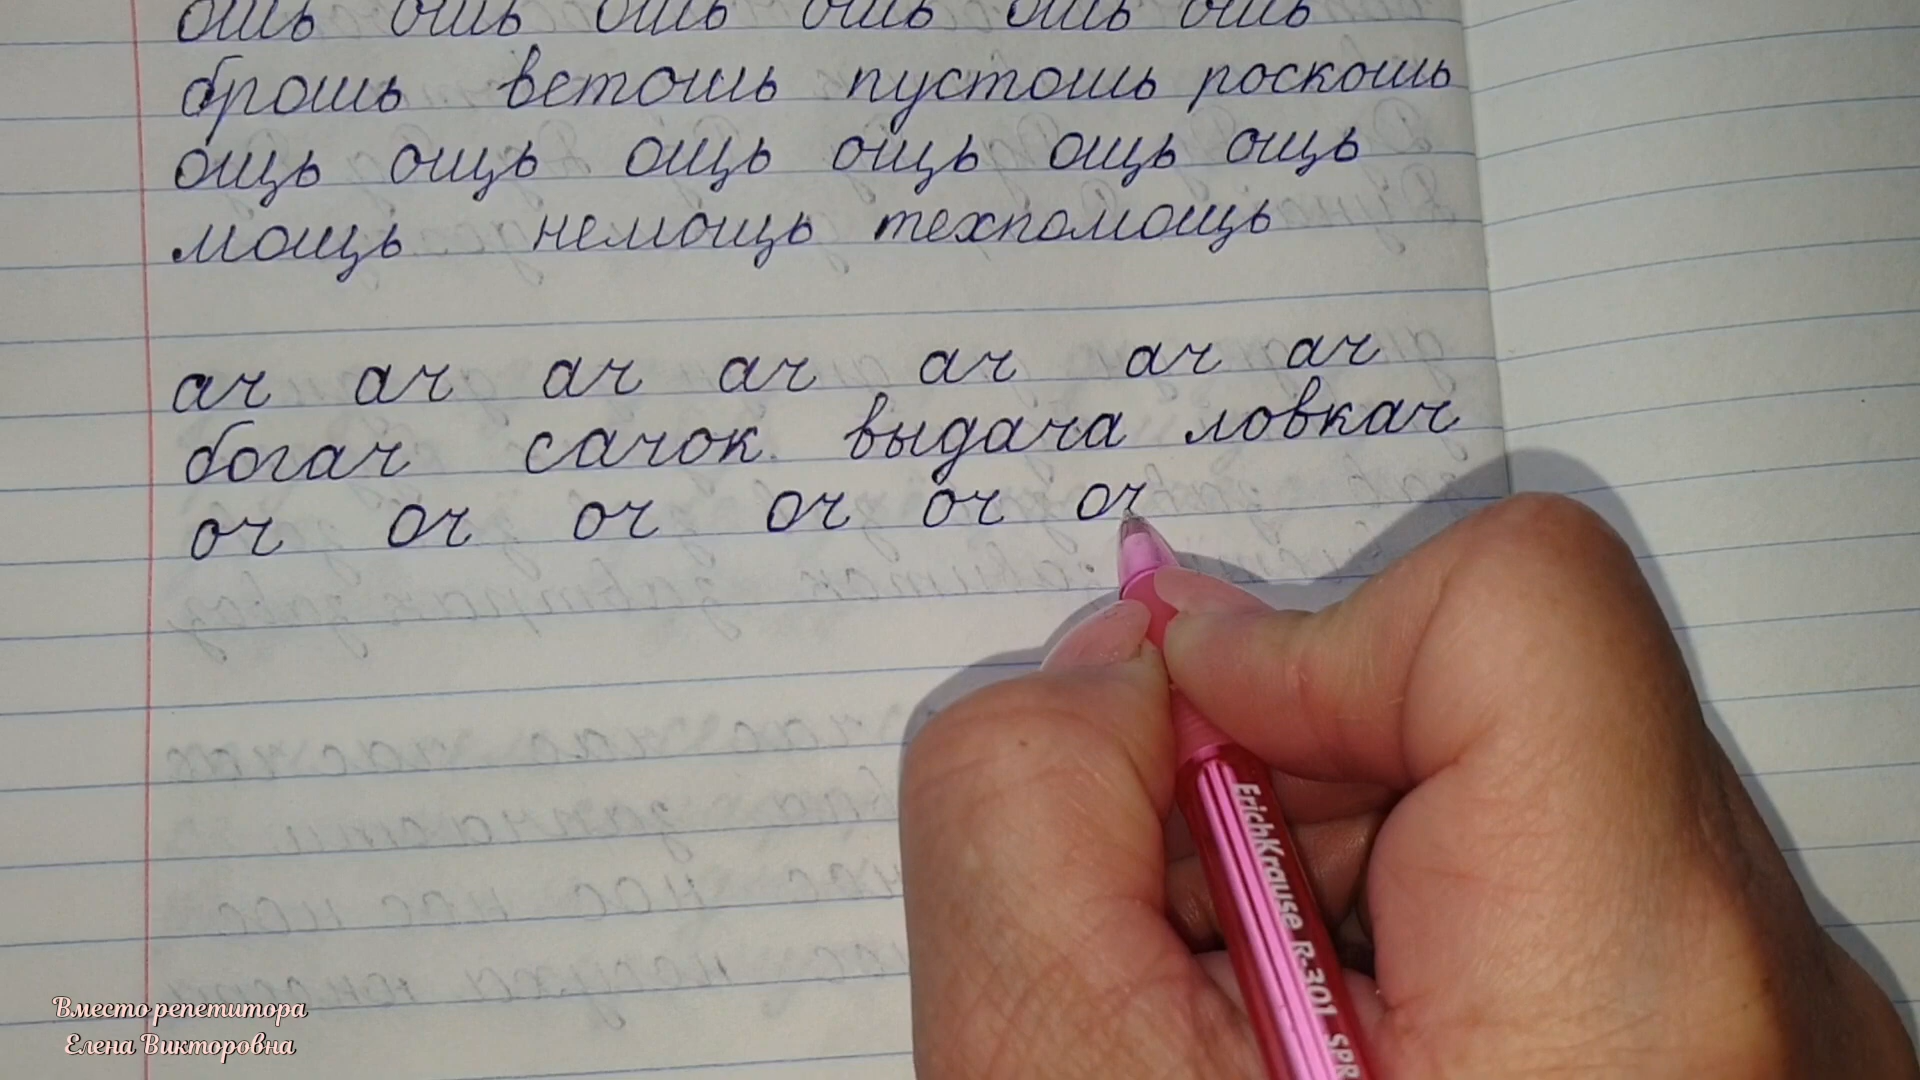 ошь ошь ошь ошь ошь ошь
брошь ветошь пустошь роскошь
ощь ощь ощь ощь ощь ощь
мощь немощь техпомощь
ач ач ач ач ач ач ач
богач сачок выдача ловкач
оч оч оч оч оч оч
ErichKrause R-301 SPR
Вместо репетитора
Елена Викторовна